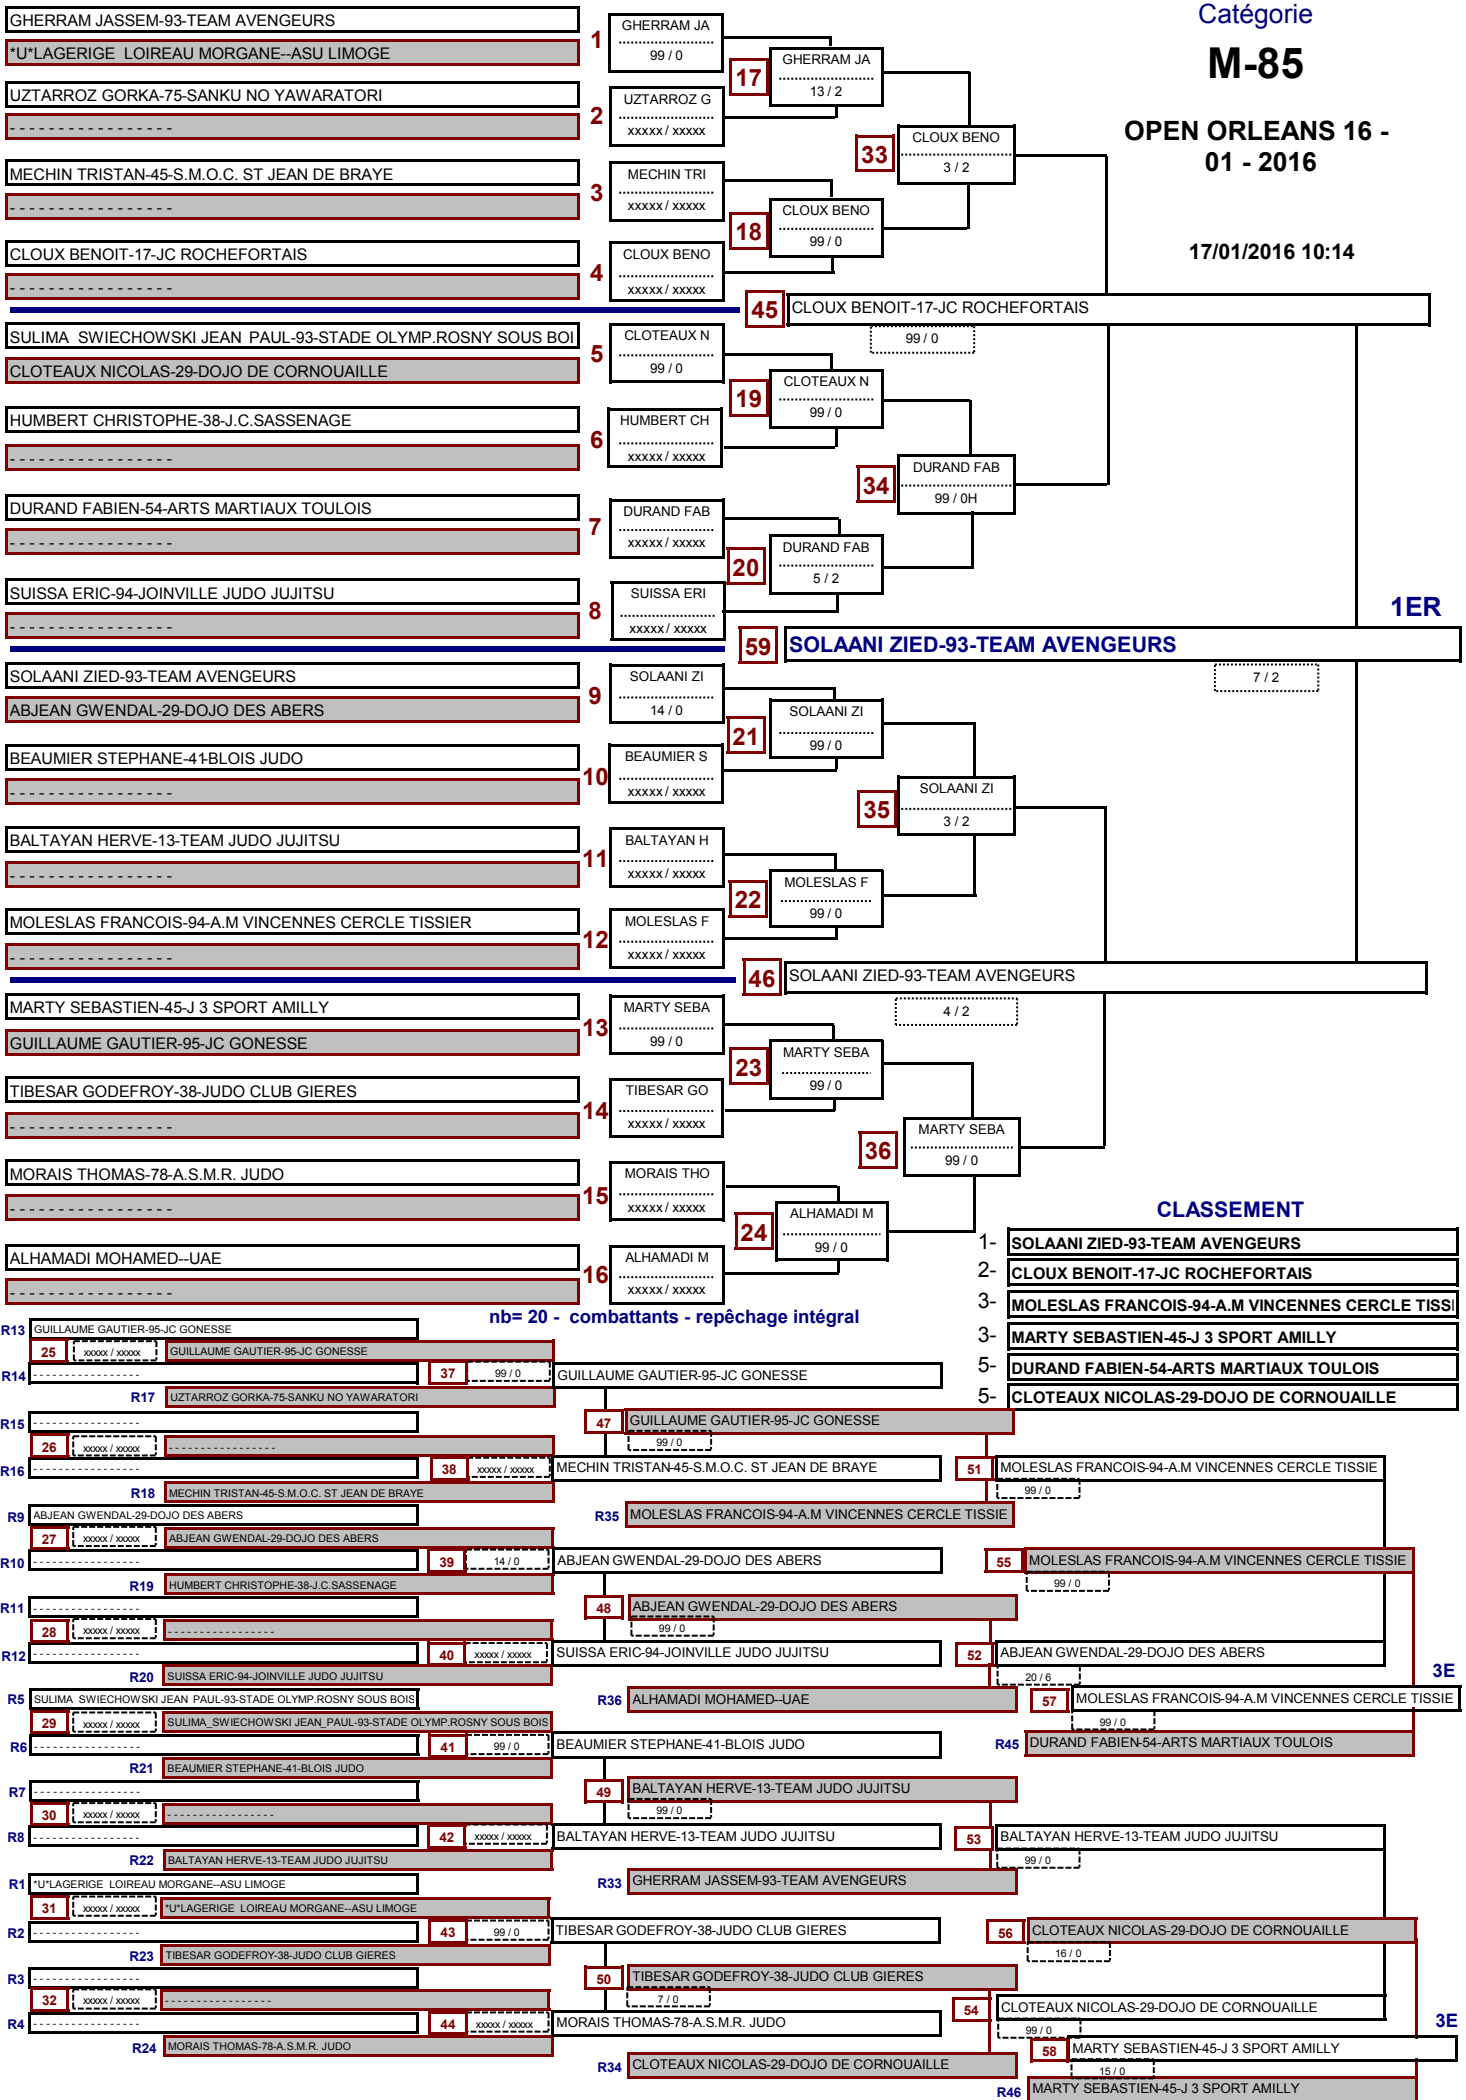 Catégorie
M-85
OPEN ORLEANS 16 -
01 - 2016
17/01/2016 10:14
GHERRAM JASSEM-93-TEAM AVENGEURS
*U*LAGERIGE LOIREAU MORGANE--ASU LIMOGE
1
GHERRAM JA
99 / 0
UZTARROZ GORKA-75-SANKU NO YAWARATORI
- - - - - - - - - - - - - - - - -
2
UZTARROZ G
xxxxx / xxxxx
17
GHERRAM JA
13 / 2
MECHIN TRISTAN-45-S.M.O.C. ST JEAN DE BRAYE
- - - - - - - - - - - - - - - - -
3
MECHIN TRI
xxxxx / xxxxx
CLOUX BENOIT-17-JC ROCHEFORTAIS
- - - - - - - - - - - - - - - - -
4
CLOUX BENO
xxxxx / xxxxx
18
CLOUX BENO
99 / 0
33
CLOUX BENO
3 / 2
45
CLOUX BENOIT-17-JC ROCHEFORTAIS
99 / 0
SULIMA SWIECHOWSKI JEAN PAUL-93-STADE OLYMP.ROSNY SOUS BOI
CLOTEAUX NICOLAS-29-DOJO DE CORNOUAILLE
5
CLOTEAUX N
99 / 0
HUMBERT CHRISTOPHE-38-J.C.SASSENAGE
- - - - - - - - - - - - - - - - -
6
HUMBERT CH
xxxxx / xxxxx
19
CLOTEAUX N
99 / 0
DURAND FABIEN-54-ARTS MARTIAUX TOULOIS
- - - - - - - - - - - - - - - - -
7
DURAND FAB
xxxxx / xxxxx
SUISSA ERIC-94-JOINVILLE JUDO JUJITSU
- - - - - - - - - - - - - - - - -
8
SUISSA ERI
xxxxx / xxxxx
20
DURAND FAB
5 / 2
34
DURAND FAB
99 / 0H
1ER
59
SOLAANI ZIED-93-TEAM AVENGEURS
7 / 2
SOLAANI ZIED-93-TEAM AVENGEURS
ABJEAN GWENDAL-29-DOJO DES ABERS
9
SOLAANI ZI
14 / 0
BEAUMIER STEPHANE-41-BLOIS JUDO
- - - - - - - - - - - - - - - - -
10
BEAUMIER S
xxxxx / xxxxx
21
SOLAANI ZI
99 / 0
BALTAYAN HERVE-13-TEAM JUDO JUJITSU
- - - - - - - - - - - - - - - - -
11
BALTAYAN H
xxxxx / xxxxx
MOLESLAS FRANCOIS-94-A.M VINCENNES CERCLE TISSIER
- - - - - - - - - - - - - - - - -
12
MOLESLAS F
xxxxx / xxxxx
22
MOLESLAS F
99 / 0
35
SOLAANI ZI
3 / 2
46
SOLAANI ZIED-93-TEAM AVENGEURS
4 / 2
MARTY SEBASTIEN-45-J 3 SPORT AMILLY
GUILLAUME GAUTIER-95-JC GONESSE
13
MARTY SEBA
99 / 0
TIBESAR GODEFROY-38-JUDO CLUB GIERES
- - - - - - - - - - - - - - - - -
14
TIBESAR GO
xxxxx / xxxxx
23
MARTY SEBA
99 / 0
MORAIS THOMAS-78-A.S.M.R. JUDO
- - - - - - - - - - - - - - - - -
15
MORAIS THO
xxxxx / xxxxx
ALHAMADI MOHAMED--UAE
- - - - - - - - - - - - - - - - -
16
ALHAMADI M
xxxxx / xxxxx
24
ALHAMADI M
99 / 0
36
MARTY SEBA
99 / 0
CLASSEMENT
1- SOLAANI ZIED-93-TEAM AVENGEURS
2- CLOUX BENOIT-17-JC ROCHEFORTAIS
3- MOLESLAS FRANCOIS-94-A.M VINCENNES CERCLE TISSI
3- MARTY SEBASTIEN-45-J 3 SPORT AMILLY
5- DURAND FABIEN-54-ARTS MARTIAUX TOULOIS
5- CLOTEAUX NICOLAS-29-DOJO DE CORNOUAILLE
nb= 20 - combattants - repêchage intégral
R13 GUILLAUME GAUTIER-95-JC GONESSE
25 xxxxx / xxxxx GUILLAUME GAUTIER-95-JC GONESSE
R14 - - - - - - - - - - - - - - - -
37 99 / 0 GUILLAUME GAUTIER-95-JC GONESSE
R17 UZTARROZ GORKA-75-SANKU NO YAWARATORI
R15 - - - - - - - - - - - - - - - -
47 GUILLAUME GAUTIER-95-JC GONESSE
99 / 0
26 xxxxx / xxxxx - - - - - - - - - - - - - - - -
R16 - - - - - - - - - - - - - - - -
38 xxxxx / xxxxx MECHIN TRISTAN-45-S.M.O.C. ST JEAN DE BRAYE
51 MOLESLAS FRANCOIS-94-A.M VINCENNES CERCLE TISSIE
99 / 0
R18 MECHIN TRISTAN-45-S.M.O.C. ST JEAN DE BRAYE
R35 MOLESLAS FRANCOIS-94-A.M VINCENNES CERCLE TISSIE
R9 ABJEAN GWENDAL-29-DOJO DES ABERS
27 xxxxx / xxxxx ABJEAN GWENDAL-29-DOJO DES ABERS
R10 - - - - - - - - - - - - - - - -
39 14 / 0 ABJEAN GWENDAL-29-DOJO DES ABERS
55 MOLESLAS FRANCOIS-94-A.M VINCENNES CERCLE TISSIE
99 / 0
R19 HUMBERT CHRISTOPHE-38-J.C.SASSENAGE
R11 - - - - - - - - - - - - - - - -
48 ABJEAN GWENDAL-29-DOJO DES ABERS
99 / 0
28 xxxxx / xxxxx - - - - - - - - - - - - - - - -
R12 - - - - - - - - - - - - - - - -
40 xxxxx / xxxxx SUISSA ERIC-94-JOINVILLE JUDO JUJITSU
52 ABJEAN GWENDAL-29-DOJO DES ABERS
20 / 6
R20 SUISSA ERIC-94-JOINVILLE JUDO JUJITSU
3E
R36 ALHAMADI MOHAMED--UAE
57 MOLESLAS FRANCOIS-94-A.M VINCENNES CERCLE TISSIE
99 / 0
R5 SULIMA SWIECHOWSKI JEAN PAUL-93-STADE OLYMP.ROSNY SOUS BOIS
29 xxxxx / xxxxx SULIMA_SWIECHOWSKI JEAN_PAUL-93-STADE OLYMP.ROSNY SOUS BOIS
R6 - - - - - - - - - - - - - - - -
41 99 / 0 BEAUMIER STEPHANE-41-BLOIS JUDO
R45 DURAND FABIEN-54-ARTS MARTIAUX TOULOIS
R21 BEAUMIER STEPHANE-41-BLOIS JUDO
R7 - - - - - - - - - - - - - - - -
49 BALTAYAN HERVE-13-TEAM JUDO JUJITSU
99 / 0
30 xxxxx / xxxxx - - - - - - - - - - - - - - - -
R8 - - - - - - - - - - - - - - - -
42 xxxxx / xxxxx BALTAYAN HERVE-13-TEAM JUDO JUJITSU
53 BALTAYAN HERVE-13-TEAM JUDO JUJITSU
99 / 0
R22 BALTAYAN HERVE-13-TEAM JUDO JUJITSU
R33 GHERRAM JASSEM-93-TEAM AVENGEURS
R1 *U*LAGERIGE LOIREAU MORGANE--ASU LIMOGE
31 xxxxx / xxxxx *U*LAGERIGE LOIREAU MORGANE--ASU LIMOGE
R2 - - - - - - - - - - - - - - - -
43 99 / 0 TIBESAR GODEFROY-38-JUDO CLUB GIERES
56 CLOTEAUX NICOLAS-29-DOJO DE CORNOUAILLE
16 / 0
R23 TIBESAR GODEFROY-38-JUDO CLUB GIERES
R3 - - - - - - - - - - - - - - - -
50 TIBESAR GODEFROY-38-JUDO CLUB GIERES
7 / 0
32 xxxxx / xxxxx - - - - - - - - - - - - - - - -
R4 - - - - - - - - - - - - - - - -
44 xxxxx / xxxxx MORAIS THOMAS-78-A.S.M.R. JUDO
54 CLOTEAUX NICOLAS-29-DOJO DE CORNOUAILLE
99 / 0
3E
R24 MORAIS THOMAS-78-A.S.M.R. JUDO
58 MARTY SEBASTIEN-45-J 3 SPORT AMILLY
15 / 0
R34 CLOTEAUX NICOLAS-29-DOJO DE CORNOUAILLE
R46 MARTY SEBASTIEN-45-J 3 SPORT AMILLY